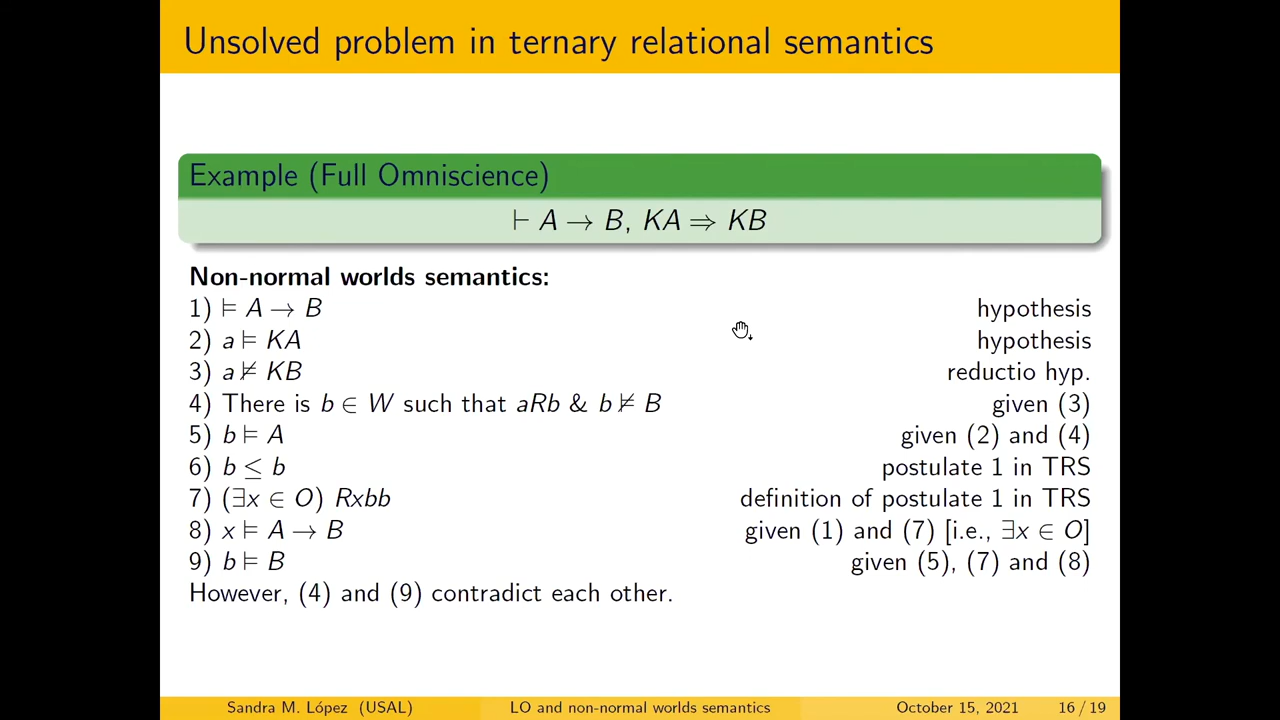 Unsolved problem in ternary relational semantics
Example (Full Omniscience)
⊢ A → B, KA ⇒ KB
Non-normal worlds semantics:
1) ⊨ A → B hypothesis
2) a ⊨ KA hypothesis
3) a ⊭ KB reductio hyp.
4) There is b ∈ W such that aRb & b ⊭ B given (3)
5) b ⊨ A given (2) and (4)
6) b ≤ b postulate 1 in TRS
7) (∃x ∈ O) Rxbb definition of postulate 1 in TRS
8) x ⊨ A → B given (1) and (7) [i.e., ∃x ∈ O]
9) b ⊨ B given (5), (7) and (8)
However, (4) and (9) contradict each other.
Sandra M. López (USAL) LO and non-normal worlds semantics October 15, 2021 16 / 19